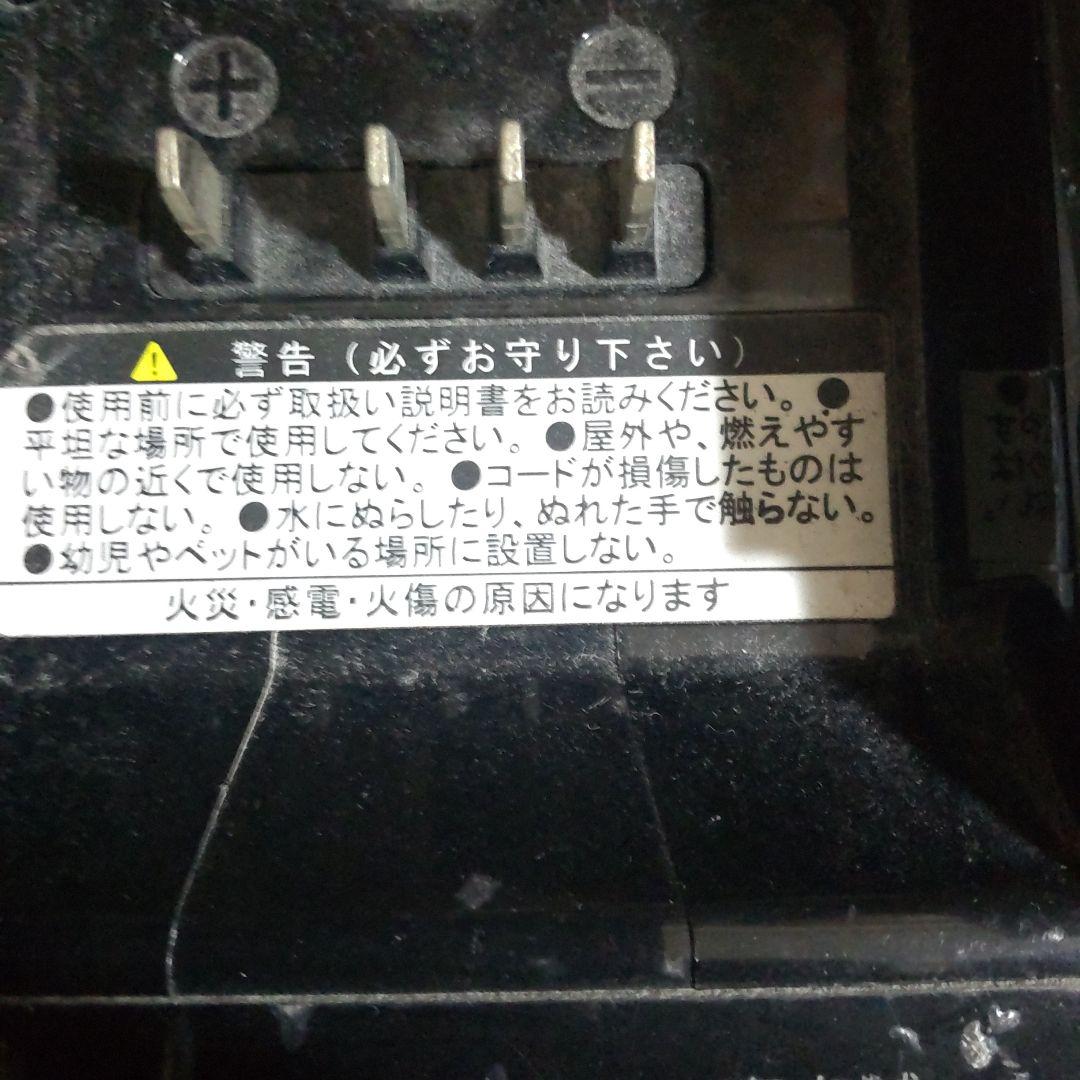 +
−
警告（必ずお守り下さい）
●使用前に必ず取扱い説明書をお読みください。●
平坦な場所で使用してください。●屋外や、燃えやす
い物の近くで使用しない。●コードが損傷したものは
使用しない。●水にぬらしたり、ぬれた手で触らない。
●幼児やペットがいる場所に設置しない。
火災・感電・火傷の原因になります